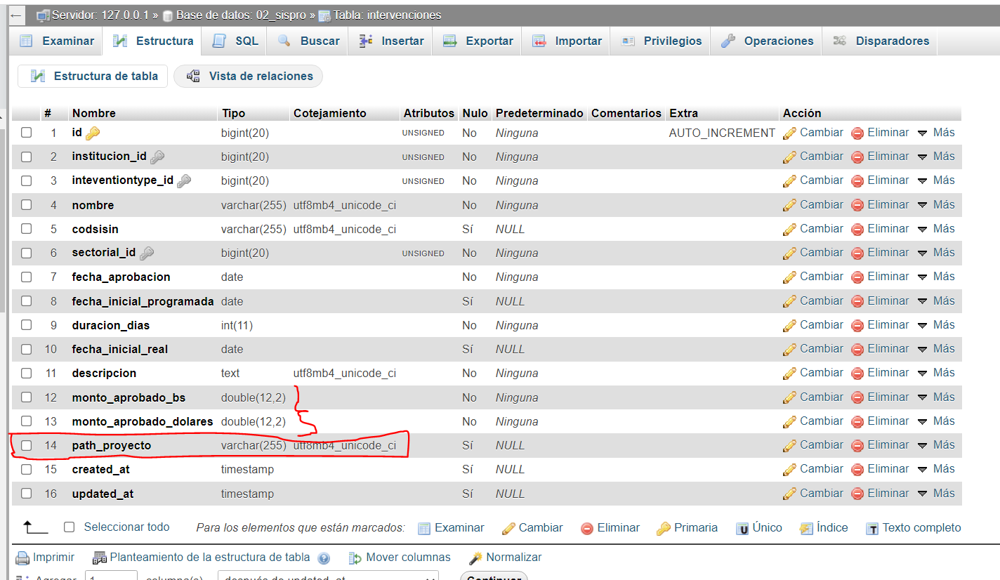 Servidor: 127.0.0.1 » Base de datos: 02_sispro » Tabla: intervenciones
Examinar Estructura SQL Buscar Insertar Exportar Importar Privilegios Operaciones Disparadores
Estructura de tabla Vista de relaciones
# Nombre Tipo Cotejamiento Atributos Nulo Predeterminado Comentarios Extra Acción
1 id bigint(20) UNSIGNED No Ninguna AUTO_INCREMENT Cambiar Eliminar Más
2 institucion_id bigint(20) UNSIGNED No Ninguna Cambiar Eliminar Más
3 inteventiontype_id bigint(20) UNSIGNED No Ninguna Cambiar Eliminar Más
4 nombre varchar(255) utf8mb4_unicode_ci No Ninguna Cambiar Eliminar Más
5 codsisin varchar(255) utf8mb4_unicode_ci Sí NULL Cambiar Eliminar Más
6 sectorial_id bigint(20) UNSIGNED No Ninguna Cambiar Eliminar Más
7 fecha_aprobacion date No Ninguna Cambiar Eliminar Más
8 fecha_inicial_programada date Sí NULL Cambiar Eliminar Más
9 duracion_dias int(11) No Ninguna Cambiar Eliminar Más
10 fecha_inicial_real date Sí NULL Cambiar Eliminar Más
11 descripcion text utf8mb4_unicode_ci No Ninguna Cambiar Eliminar Más
12 monto_aprobado_bs double(12,2) No Ninguna Cambiar Eliminar Más
13 monto_aprobado_dolares double(12,2) No Ninguna Cambiar Eliminar Más
14 path_proyecto varchar(255) utf8mb4_unicode_ci Sí NULL Cambiar Eliminar Más
15 created_at timestamp Sí NULL Cambiar Eliminar Más
16 updated_at timestamp Sí NULL Cambiar Eliminar Más
Seleccionar todo Para los elementos que están marcados: Examinar Cambiar Eliminar Primaria Único Índice Texto completo
Imprimir Planteamiento de la estructura de tabla Mover columnas Normalizar
Agregar 1 columna(s) después de updated_at Continuar